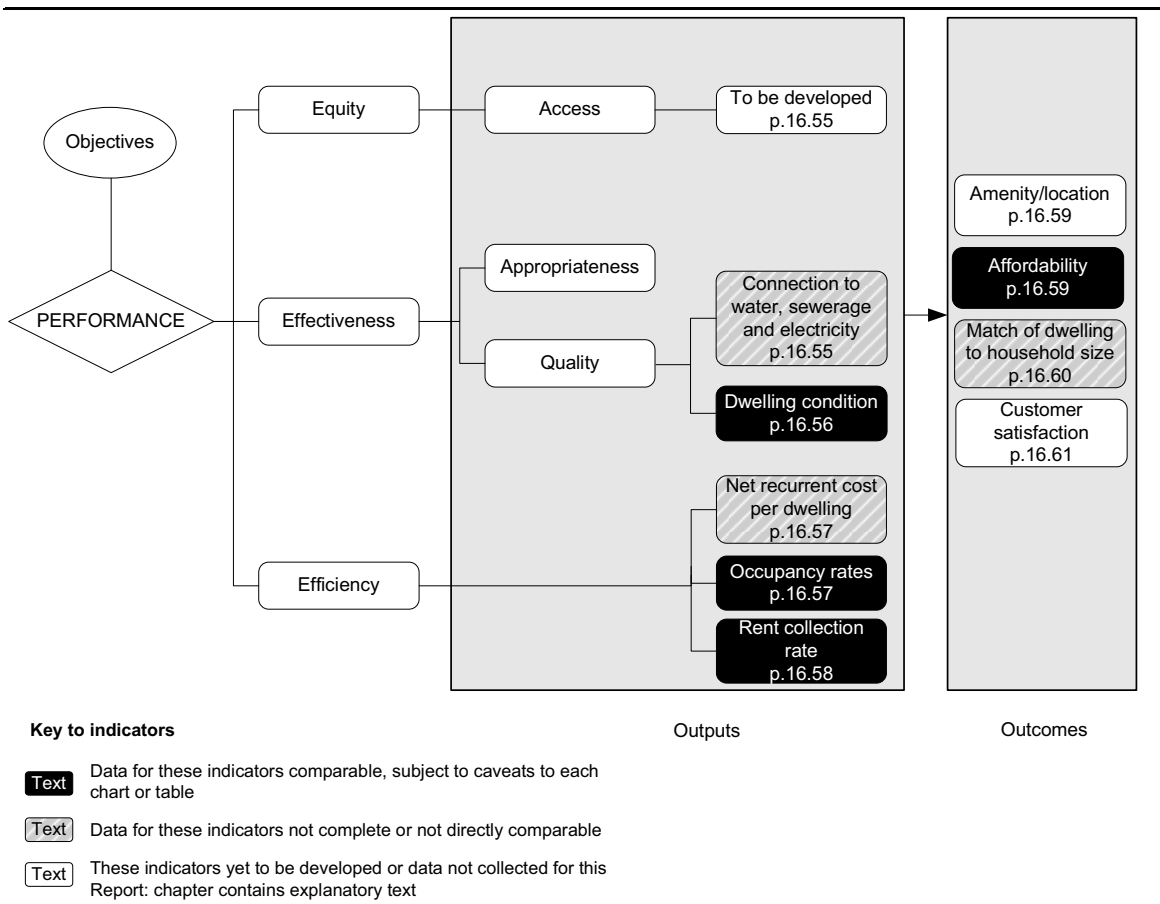 Objectives
PERFORMANCE
Equity
Access
To be developed
p.16.55
Effectiveness
Appropriateness
Quality
Connection to
water, sewerage
and electricity
p.16.55
Dwelling condition
p.16.56
Efficiency
Net recurrent cost
per dwelling
p.16.57
Occupancy rates
p.16.57
Rent collection
rate
p.16.58
Amenity/location
p.16.59
Affordability
p.16.59
Match of dwelling
to household size
p.16.60
Customer
satisfaction
p.16.61
Outputs
Outcomes
Key to indicators
Text
Data for these indicators comparable, subject to caveats to each
chart or table
Text
Data for these indicators not complete or not directly comparable
Text
These indicators yet to be developed or data not collected for this
Report: chapter contains explanatory text